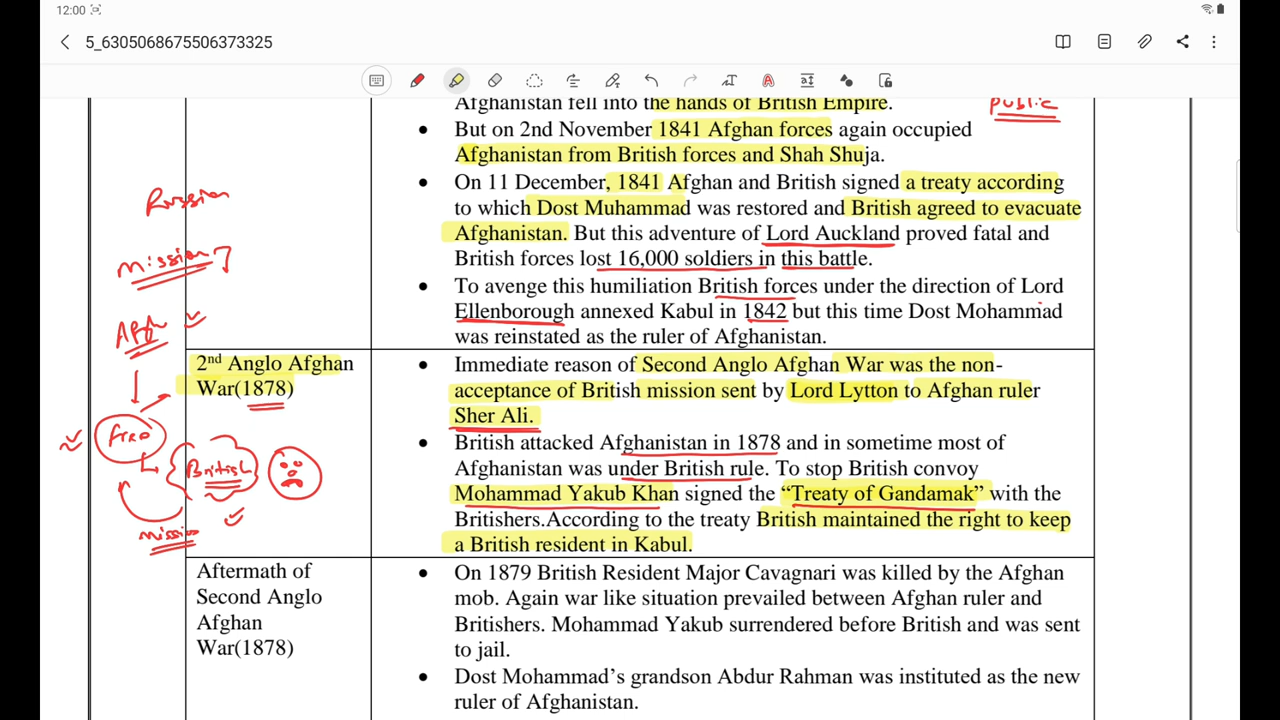 12:00
5_6305068675506373325
Afghanistan fell into the hands of British Empire.
public
But on 2nd November 1841 Afghan forces again occupied
Afghanistan from British forces and Shah Shuja.
On 11 December, 1841 Afghan and British signed a treaty according
to which Dost Muhammad was restored and British agreed to evacuate
Afghanistan. But this adventure of Lord Auckland proved fatal and
British forces lost 16,000 soldiers in this battle.
To avenge this humiliation British forces under the direction of Lord
Ellenborough annexed Kabul in 1842 but this time Dost Mohammad
was reinstated as the ruler of Afghanistan.
Russian
mission
Afgh
2nd Anglo Afghan
War(1878)
Immediate reason of Second Anglo Afghan War was the non-
acceptance of British mission sent by Lord Lytton to Afghan ruler
Sher Ali.
British attacked Afghanistan in 1878 and in sometime most of
Afghanistan was under British rule. To stop British convoy
Mohammad Yakub Khan signed the “Treaty of Gandamak” with the
Britishers.According to the treaty British maintained the right to keep
a British resident in Kabul.
British
mission
Aftermath of
Second Anglo
Afghan
War(1878)
On 1879 British Resident Major Cavagnari was killed by the Afghan
mob. Again war like situation prevailed between Afghan ruler and
Britishers. Mohammad Yakub surrendered before British and was sent
to jail.
Dost Mohammad’s grandson Abdur Rahman was instituted as the new
ruler of Afghanistan.